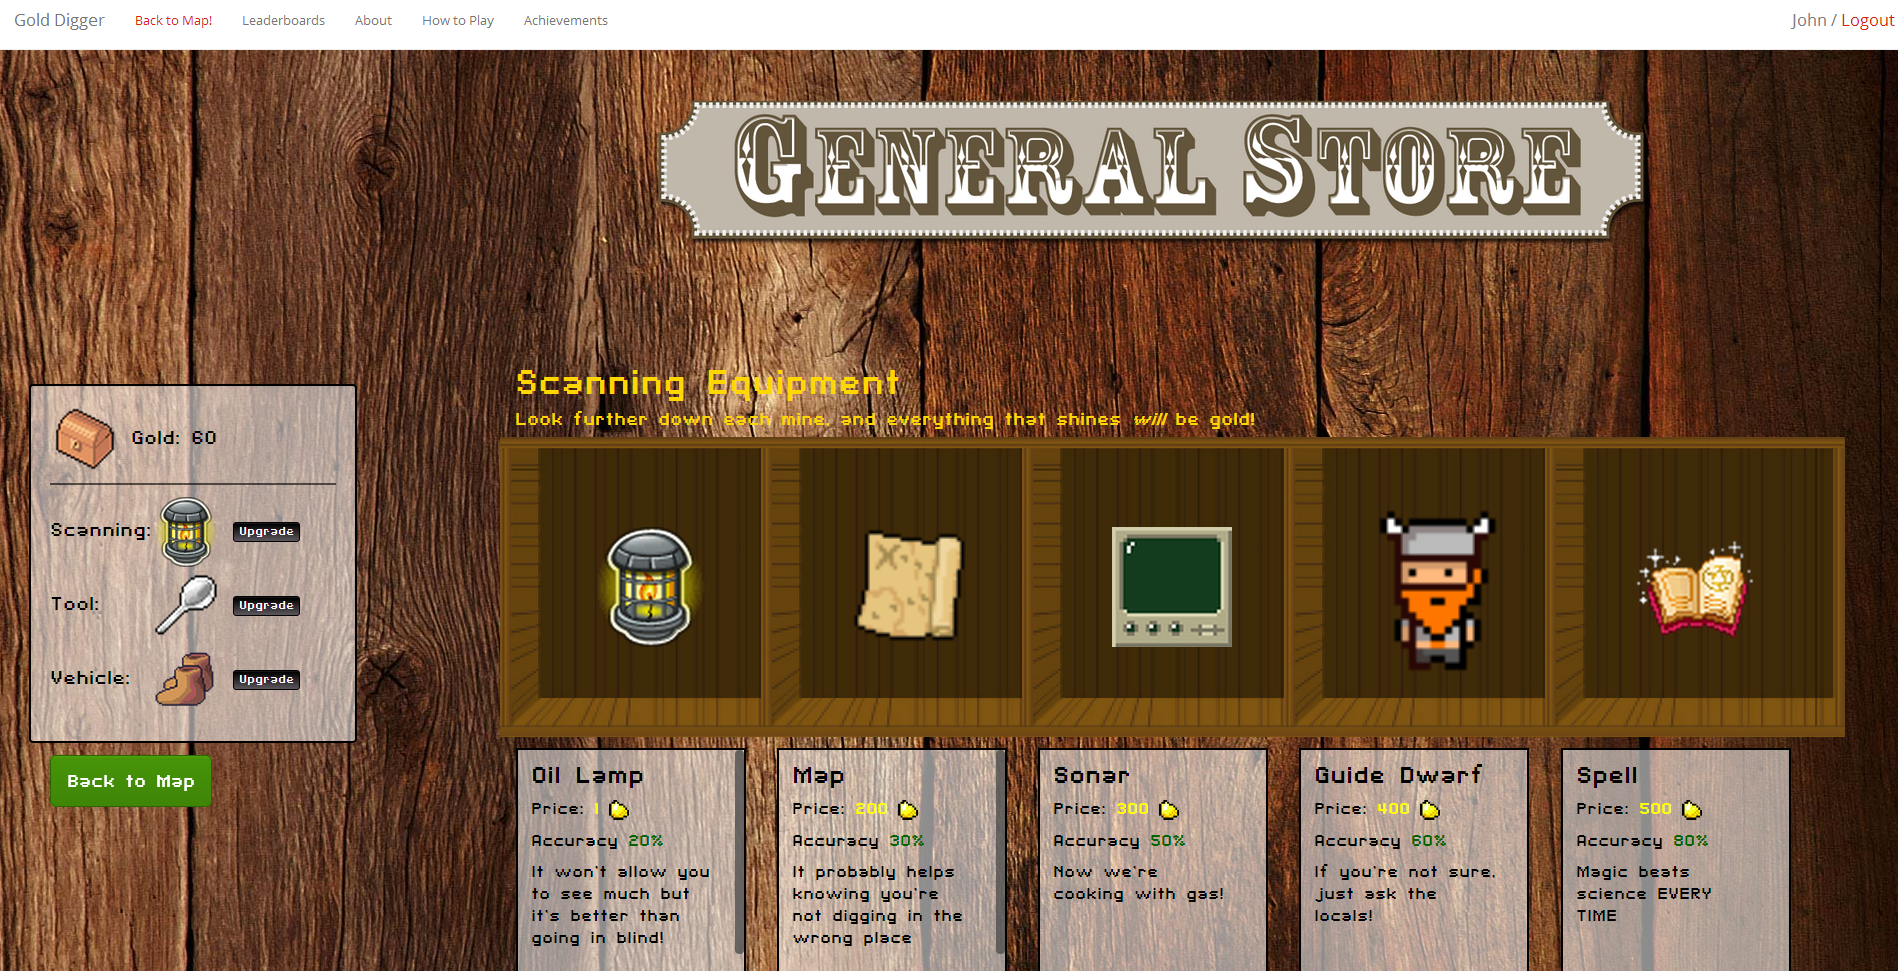 Gold Digger
Back to Map!
Leaderboards
About
How to Play
Achievements
John / Logout
GENERAL STORE
Scanning Equipment
Look further down each mine, and everything that shines will be gold!
Gold: 60
Scanning:
Upgrade
Tool:
Upgrade
Vehicle:
Upgrade
Back to Map
Oil Lamp
Price: 1
Accuracy 20%
It won't allow you
to see much but
it's better than
going in blind!
Map
Price: 200
Accuracy 30%
It probably helps
knowing you're
not digging in the
wrong place
Sonar
Price: 300
Accuracy 50%
Now we're
cooking with gas!
Guide Dwarf
Price: 400
Accuracy 60%
If you're not sure,
just ask the
locals!
Spell
Price: 500
Accuracy 80%
Magic beats
science EVERY
TIME